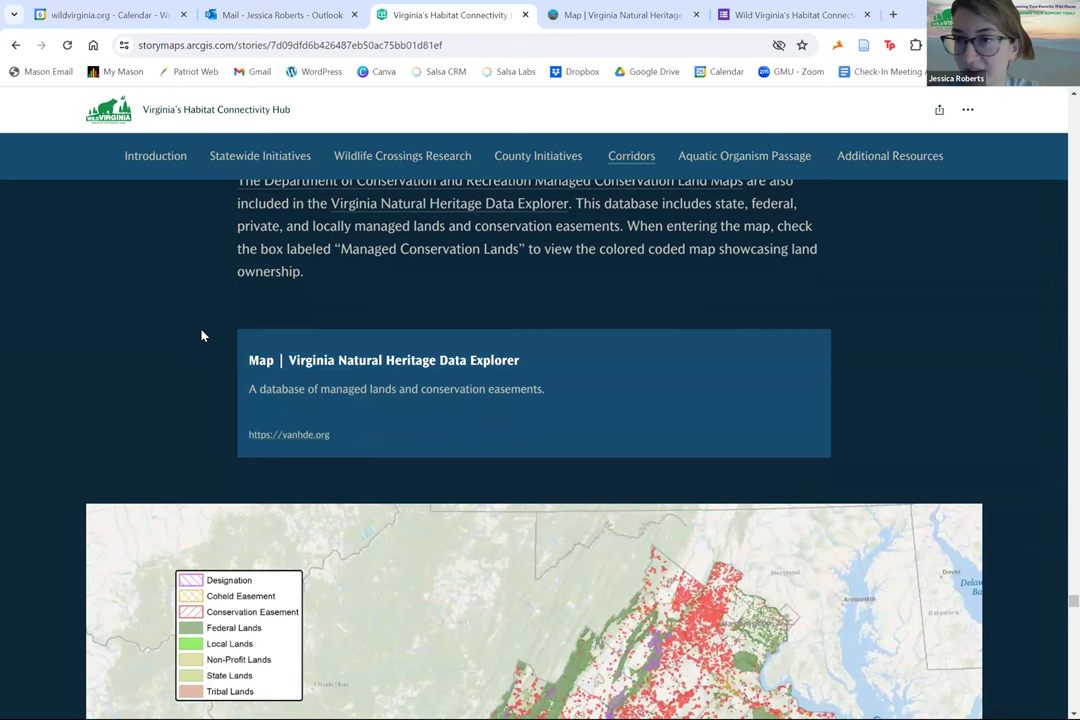 wildvirginia.org - Calendar - W
Mail - Jessica Roberts - Outlook
Virginia's Habitat Connectivity
Map | Virginia Natural Heritage
Wild Virginia's Habitat Connect
storymaps.arcgis.com/stories/7d09dfd6b426487eb50ac75bb01d81ef
Mason Email
My Mason
Patriot Web
Gmail
WordPress
Canva
Salsa CRM
Salsa Labs
Dropbox
Google Drive
Calendar
GMU - Zoom
Check-In Meeting
Jessica Roberts
WILD VIRGINIA
Virginia's Habitat Connectivity Hub
Introduction
Statewide Initiatives
Wildlife Crossings Research
County Initiatives
Corridors
Aquatic Organism Passage
Additional Resources
The Department of Conservation and Recreation Managed Conservation Land Maps are also
included in the Virginia Natural Heritage Data Explorer. This database includes state, federal,
private, and locally managed lands and conservation easements. When entering the map, check
the box labeled “Managed Conservation Lands” to view the colored coded map showcasing land
ownership.
Map | Virginia Natural Heritage Data Explorer
A database of managed lands and conservation easements.
https://vanhde.org
Designation
Coheld Easement
Conservation Easement
Federal Lands
Local Lands
Non-Profit Lands
State Lands
Tribal Lands
Maryland
Annapolis
Dover
Delaware